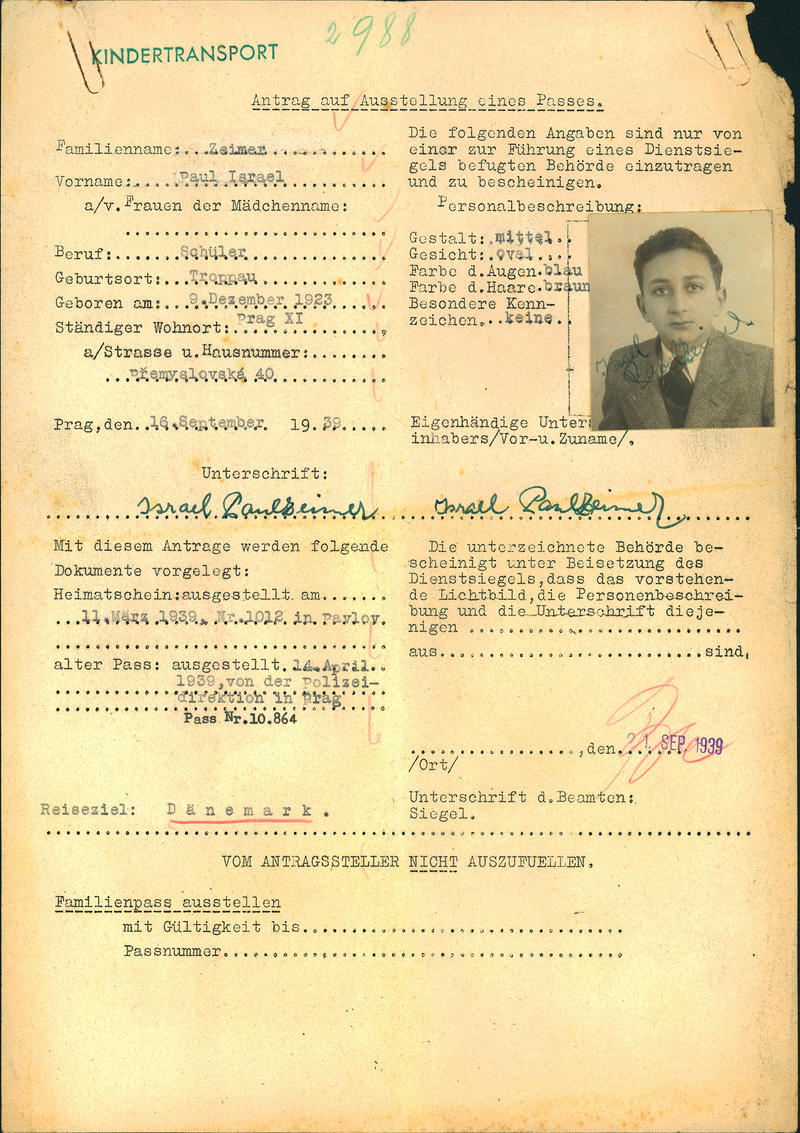 2988
KINDERTRANSPORT
Antrag auf Ausstellung eines Passes.
Familienname:...Zeimer...............
Vorname:......Paul Israel............
a/v.Frauen der Mädchenname:
Beruf:.......Schüler.................
Geburtsort:...Troppau................
Geboren am:...9.Dezember 1923........
Ständiger Wohnort:.Prag XI...........
a/Strasse u.Hausnummer:.........
...Přemyslovská 40..............
Prag,den..16.September. 19.39.....
Unterschrift:
Israel Paul Zeimer
Mit diesem Antrage werden folgende
Dokumente vorgelegt:
Heimatschein:ausgestellt am.......
...11.März 1939, Nr.1012 in Pavlov.
alter Pass: ausgestellt.14.April..
1939,von der Polizei-
direktion in Prag
Pass Nr.10.864
Reiseziel: D ä n e m a r k .
Die folgenden Angaben sind nur von
einer zur Führung eines Dienstsie-
gels befugten Behörde einzutragen
und zu bescheinigen.
Personalbeschreibung:
Gestalt:.mittel..
Gesicht:.oval....
Farbe d.Augen.blau
Farbe d.Haare.braun
Besondere Kenn-
zeichen...keine..
Israel
Paul Zeimer
Eigenhändige Unter
inhabers/Vor-u.Zuname/.
Israel Paul Zeimer
Die unterzeichnete Behörde be-
scheinigt unter Beisetzung des
Dienstsiegels,dass das vorstehen-
de Lichtbild,die Personenbeschrei-
bung und die Unterschrift dieje-
nigen ..............................
aus.................................sind,
....................,den.21. SEP. 1939
/Ort/
Unterschrift d.Beamten:
Siegel.
VOM ANTRAGSSTELLER NICHT AUSZUFUELLEN.
Familienpass ausstellen
mit Gültigkeit bis....................................
Passnummer............................................